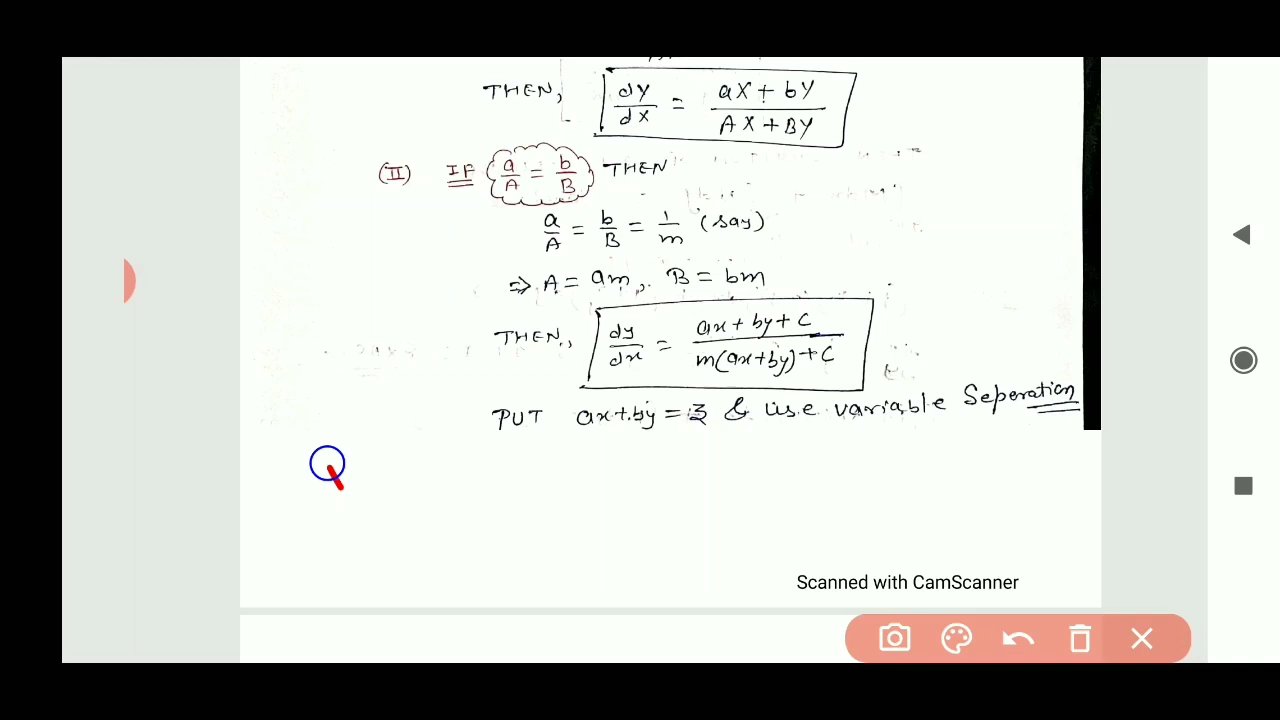 THEN, dy/dx = aX + bY / AX + BY
(II) IF a/A = b/B THEN
a/A = b/B = 1/m (say)
⇒ A = am, B = bm
THEN, dy/dx = ax + by + c / m(ax+by) + C
PUT ax+by = z & use variable Seperation
Scanned with CamScanner